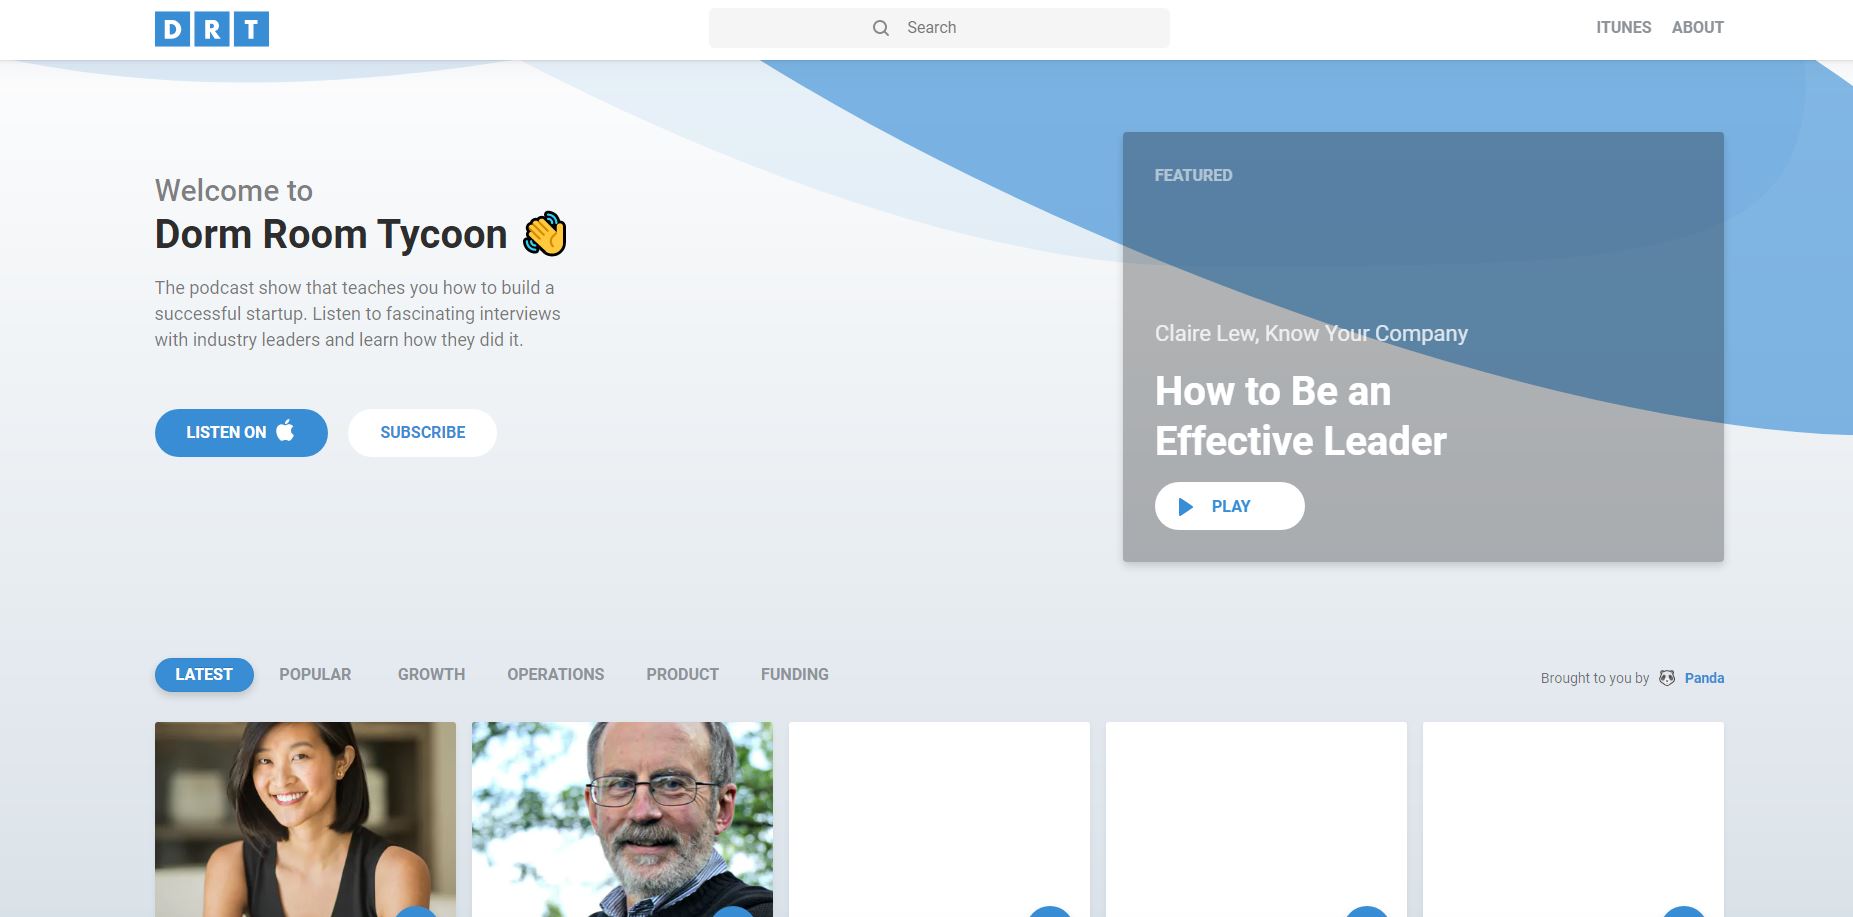 DRT
Search
ITUNES
ABOUT
Welcome to
Dorm Room Tycoon
The podcast show that teaches you how to build a
successful startup. Listen to fascinating interviews
with industry leaders and learn how they did it.
LISTEN ON
SUBSCRIBE
FEATURED
Claire Lew, Know Your Company
How to Be an
Effective Leader
PLAY
LATEST
POPULAR
GROWTH
OPERATIONS
PRODUCT
FUNDING
Brought to you by Panda